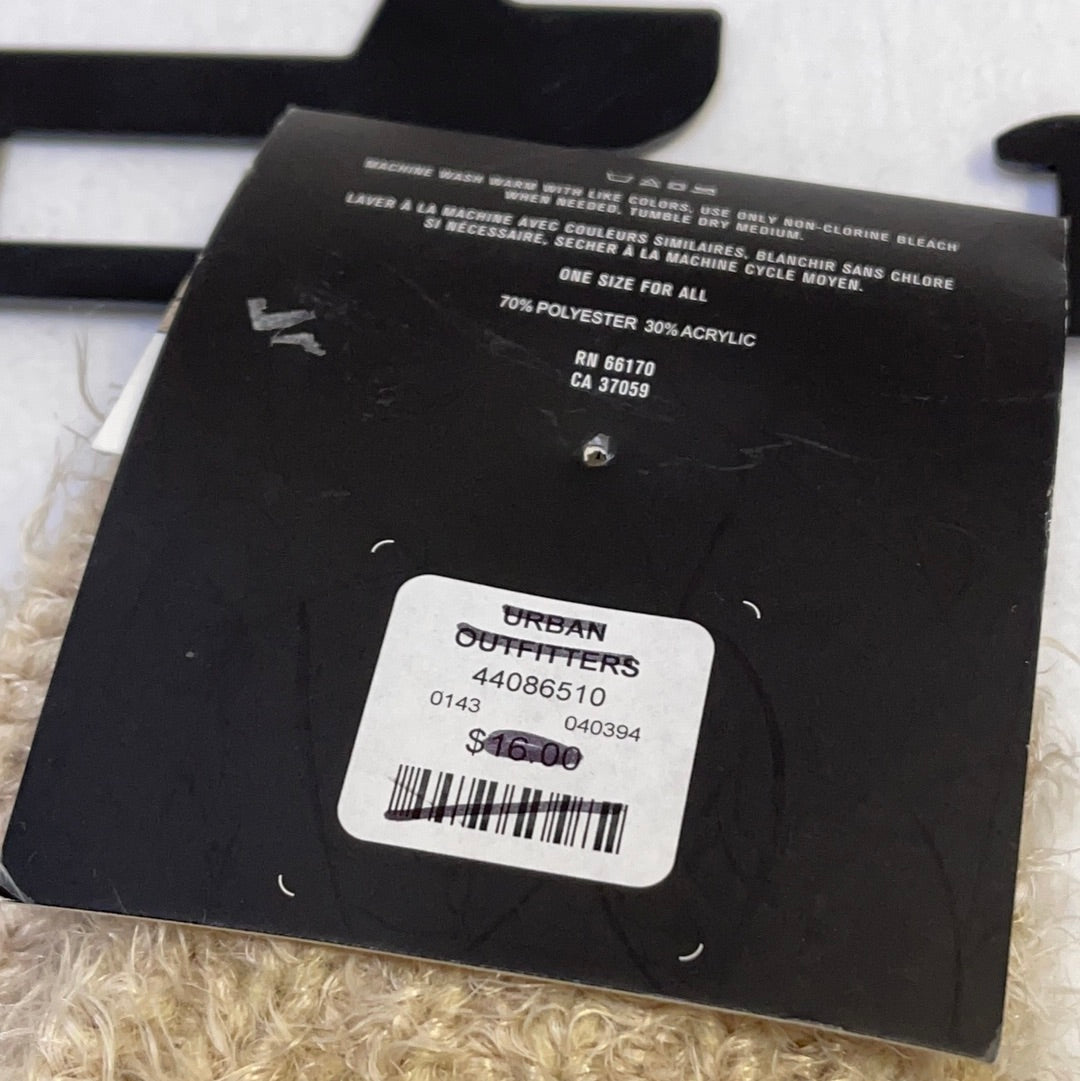 MACHINE WASH WARM WITH LIKE COLORS, USE ONLY NON-CLORINE BLEACH
WHEN NEEDED, TUMBLE DRY MEDIUM.
LAVER À LA MACHINE AVEC COULEURS SIMILAIRES, BLANCHIR SANS CHLORE
SI NÉCESSAIRE, SECHER À LA MACHINE CYCLE MOYEN.
ONE SIZE FOR ALL
70% POLYESTER 30% ACRYLIC
RN 66170
CA 37059
URBAN
OUTFITTERS
44086510
0143 040394
$16.00